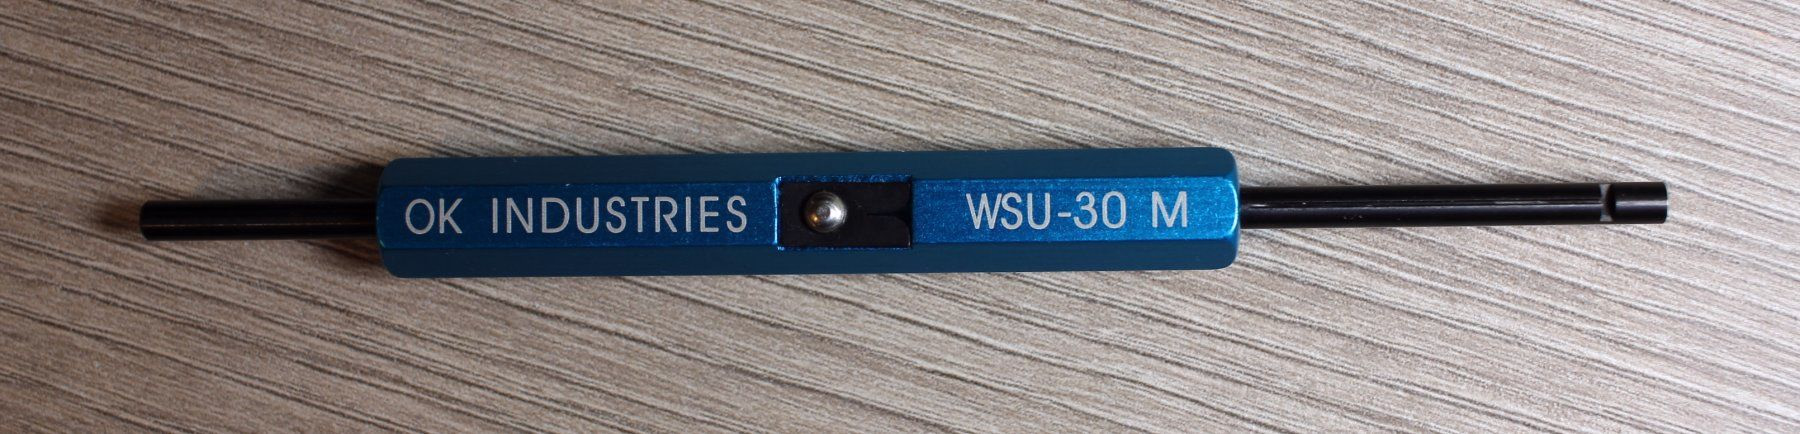 OK INDUSTRIES WSU-30 M